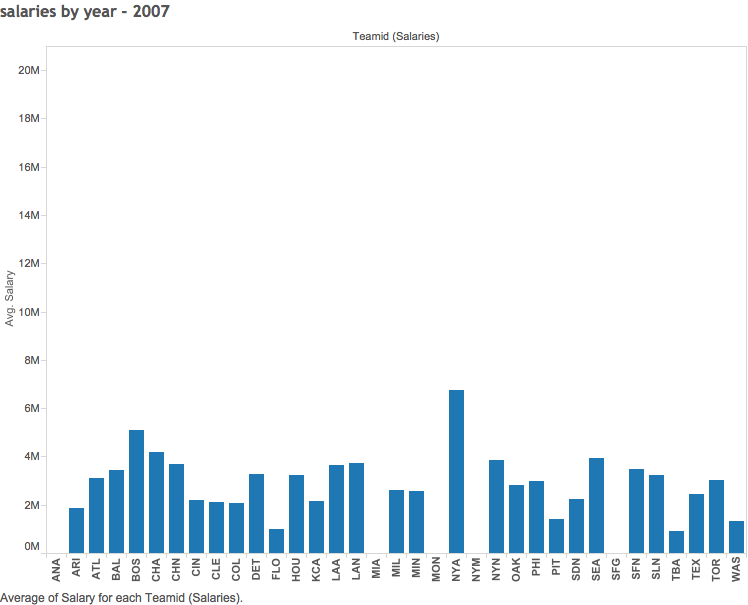 salaries by year - 2007
Teamid (Salaries)
20M
18M
16M
14M
12M
10M
8M
6M
4M
2M
0M
Avg. Salary
ANA
ARI
ATL
BAL
BOS
CHA
CHN
CIN
CLE
COL
DET
FLO
HOU
KCA
LAA
LAN
MIA
MIL
MIN
MON
NYA
NYM
NYN
OAK
PHI
PIT
SDN
SEA
SFG
SFN
SLN
TBA
TEX
TOR
WAS
Average of Salary for each Teamid (Salaries).